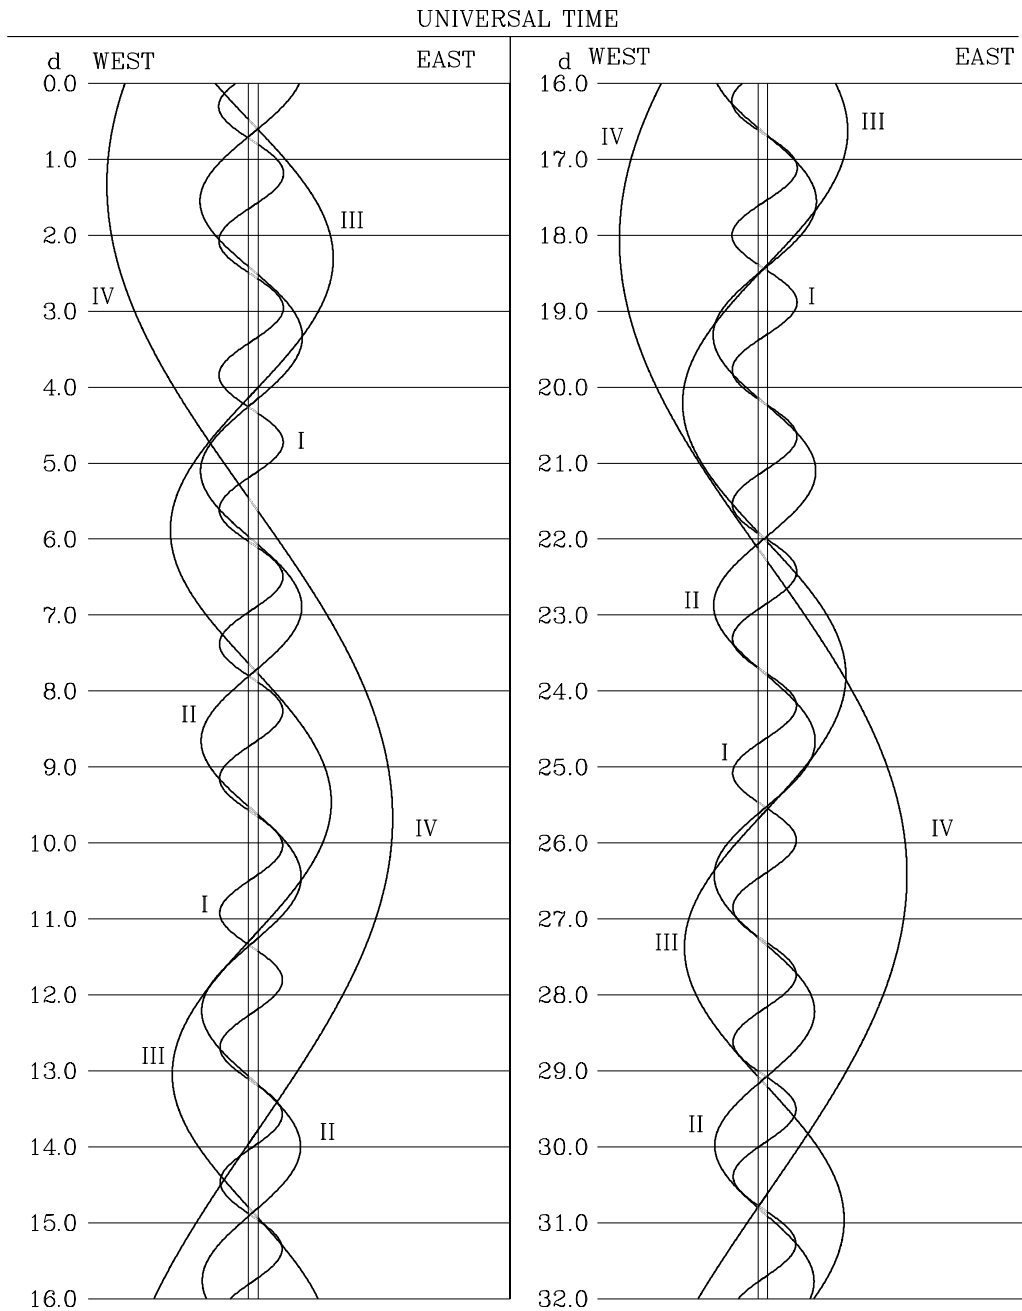 UNIVERSAL TIME
d WEST EAST
0.0
1.0
III
2.0
IV
3.0
4.0
I
5.0
6.0
7.0
8.0
II
9.0
IV
10.0
I
11.0
12.0
III
13.0
II
14.0
15.0
16.0
d WEST EAST
16.0
III
IV
17.0
18.0
I
19.0
20.0
21.0
22.0
II
23.0
24.0
I
25.0
IV
26.0
27.0
III
28.0
29.0
II
30.0
31.0
32.0